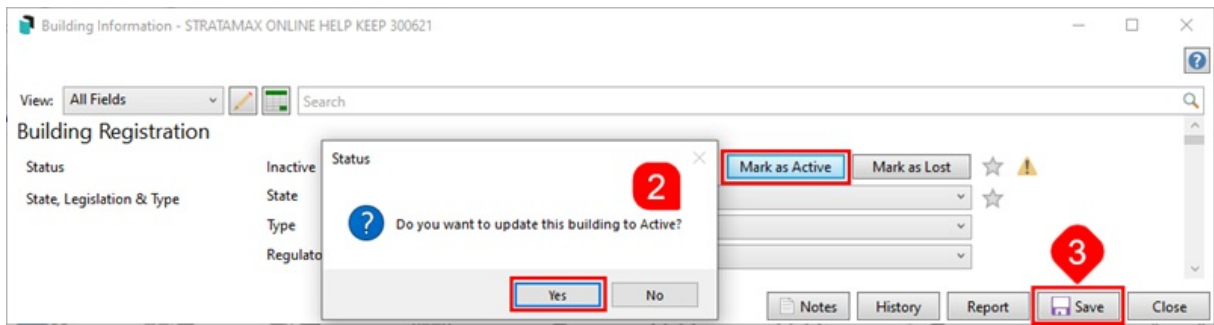 Building Information - STRATAMAX ONLINE HELP KEEP 300621
View: All Fields Search
Building Registration
Status Inactive Mark as Active Mark as Lost
State, Legislation & Type State
Type
Regulato
Status
2
Do you want to update this building to Active?
Yes No
3
Notes History Report Save Close